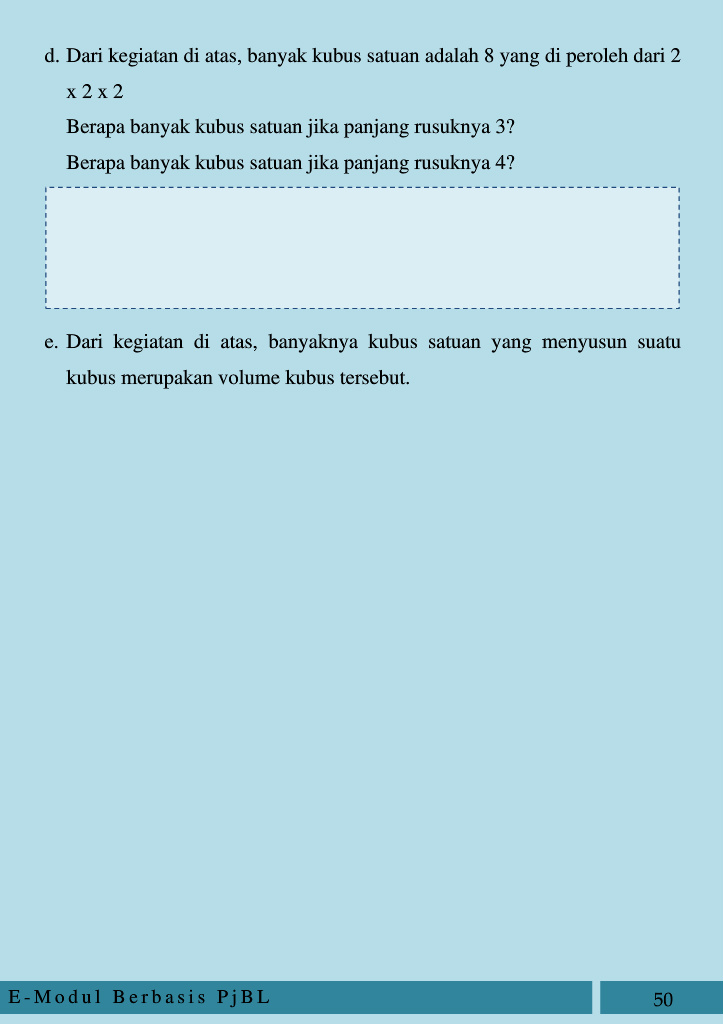 d. Dari kegiatan di atas, banyak kubus satuan adalah 8 yang di peroleh dari 2
x 2 x 2
Berapa banyak kubus satuan jika panjang rusuknya 3?
Berapa banyak kubus satuan jika panjang rusuknya 4?
e. Dari kegiatan di atas, banyaknya kubus satuan yang menyusun suatu
kubus merupakan volume kubus tersebut.
E-Modul Berbasis PjBL
50